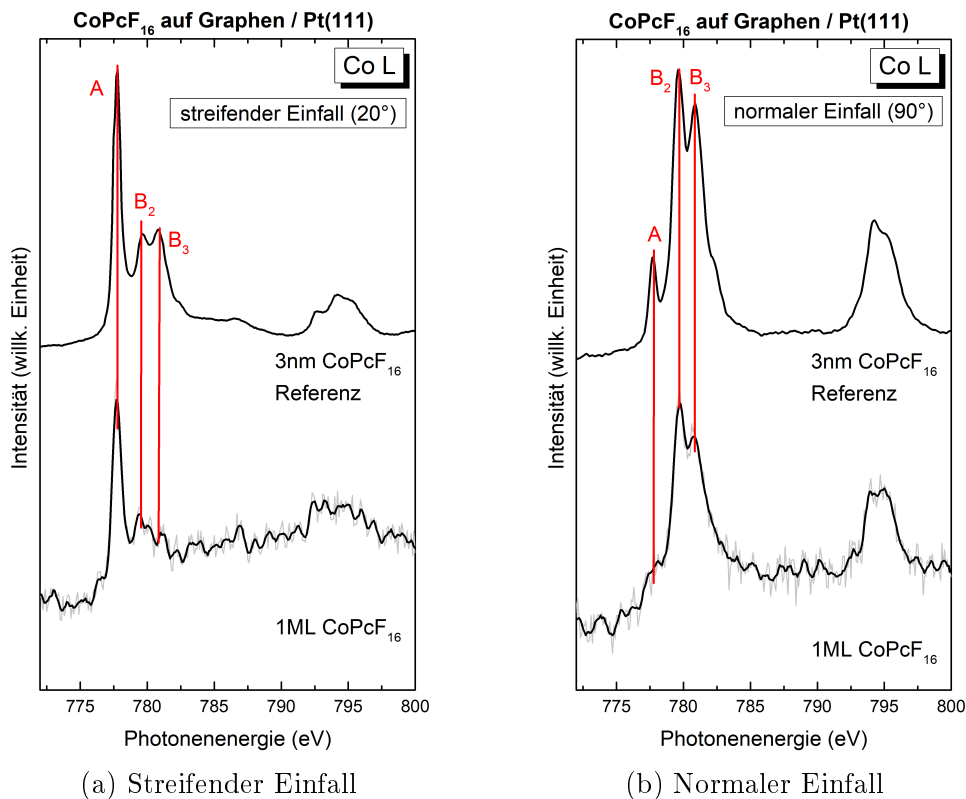 CoPcF16 auf Graphen / Pt(111)
Co L
streifender Einfall (20°)
A
B2
B3
3nm CoPcF16
Referenz
1ML CoPcF16
Intensität (willk. Einheit)
775 780 785 790 795 800
Photonenenergie (eV)
(a) Streifender Einfall
CoPcF16 auf Graphen / Pt(111)
Co L
normaler Einfall (90°)
B2 B3
A
3nm CoPcF16
Referenz
1ML CoPcF16
Intensität (willk. Einheit)
775 780 785 790 795 800
Photonenenergie (eV)
(b) Normaler Einfall